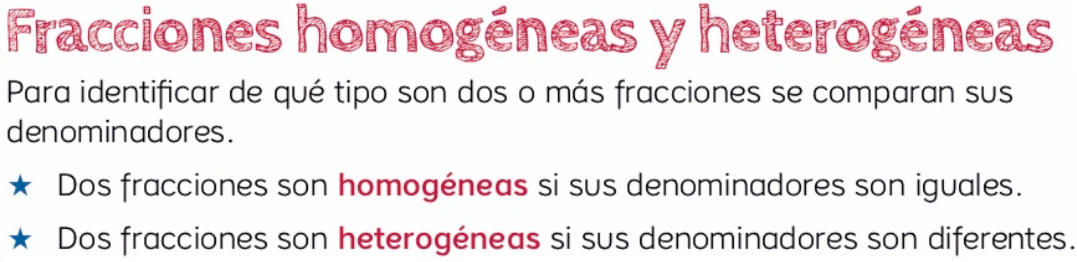 Fracciones homogéneas y heterogéneas
Para identificar de qué tipo son dos o más fracciones se comparan sus
denominadores.
★ Dos fracciones son homogéneas si sus denominadores son iguales.
★ Dos fracciones son heterogéneas si sus denominadores son diferentes.